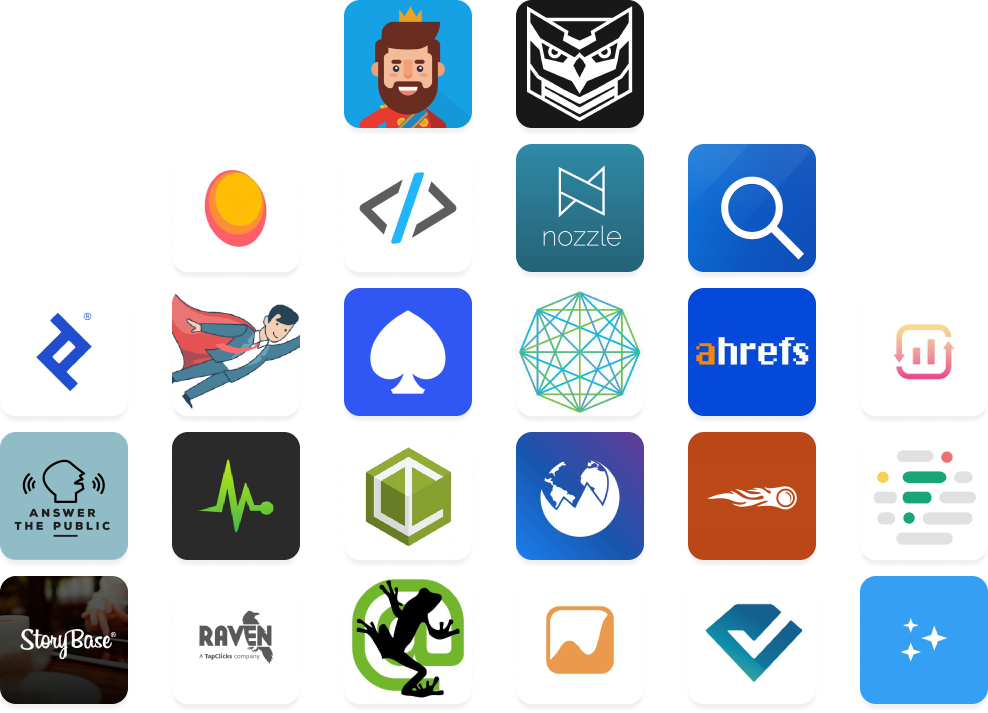 nozzle
®
ahrefs
ANSWER
THE PUBLIC
StoryBase®
RAVEN
A TapClicks company